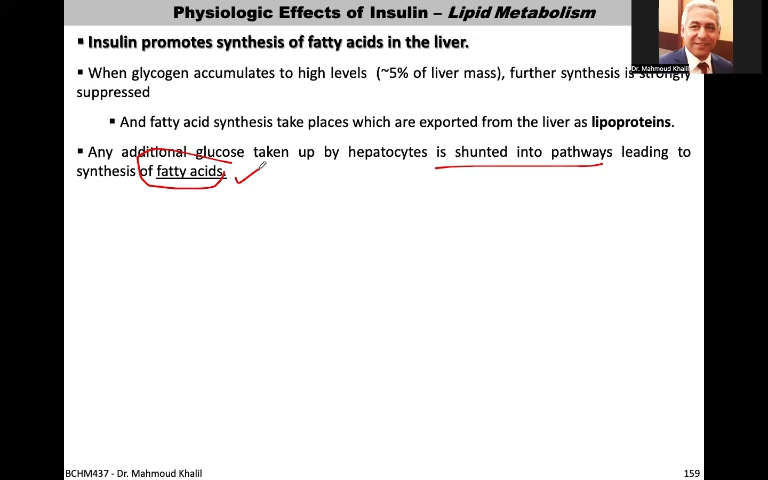 Physiologic Effects of Insulin – Lipid Metabolism
▪ Insulin promotes synthesis of fatty acids in the liver.
▪ When glycogen accumulates to high levels (~5% of liver mass), further synthesis is strongly
suppressed
▪ And fatty acid synthesis take places which are exported from the liver as lipoproteins.
▪ Any additional glucose taken up by hepatocytes is shunted into pathways leading to
synthesis of fatty acids.
Dr. Mahmoud Khalil
BCHM437 - Dr. Mahmoud Khalil
159